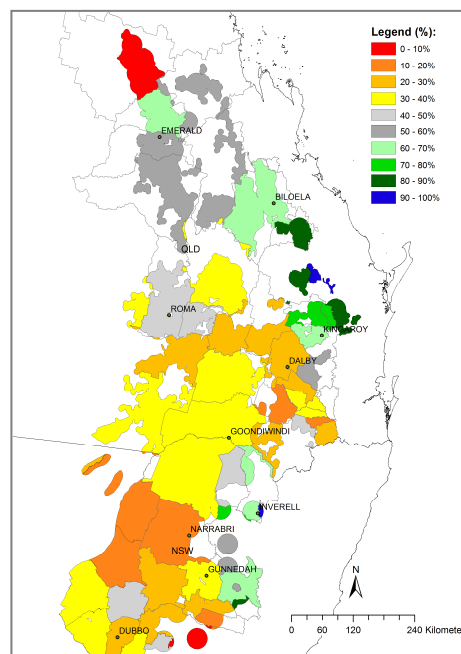 Legend (%):
0 - 10%
10 - 20%
20 - 30%
30 - 40%
40 - 50%
50 - 60%
60 - 70%
70 - 80%
80 - 90%
90 - 100%
EMERALD
BILOELA
QLD
ROMA
KINGAROY
DALBY
GOONDIWINDI
INVERELL
NARRABRI
NSW
GUNNEDAH
DUBBO
N
0 60 120 240 Kilomete